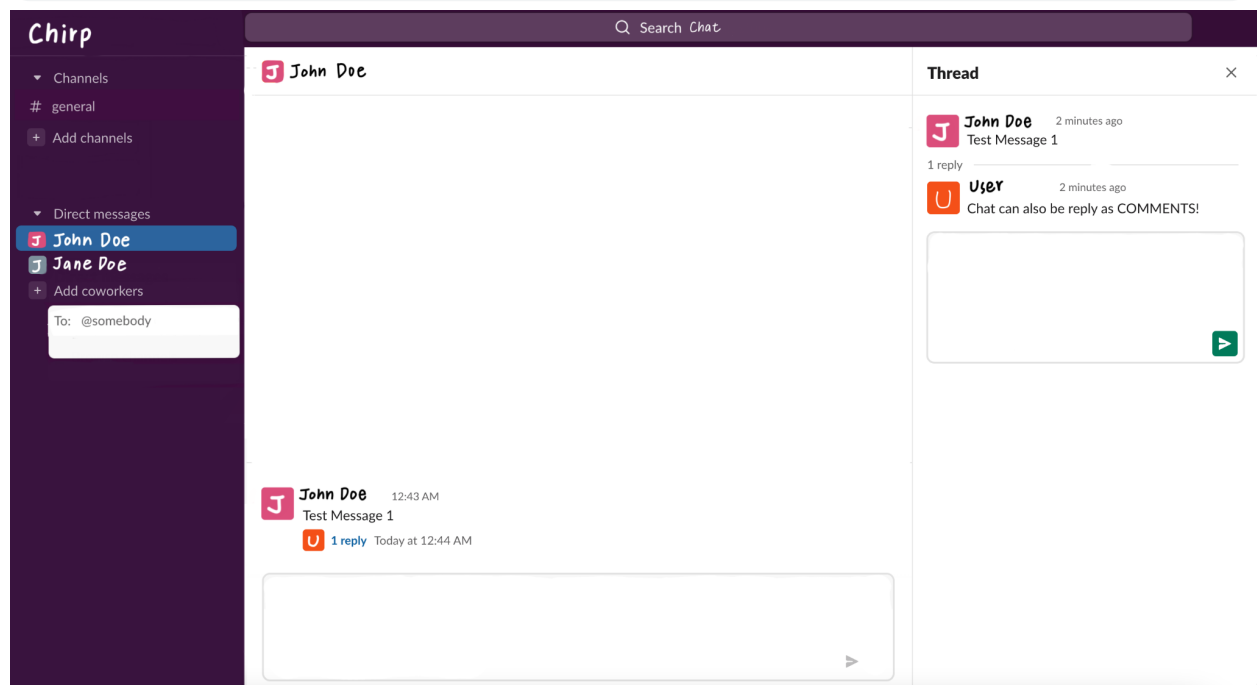 Chirp
Search Chat
Channels
# general
+ Add channels
Direct messages
J John Doe
J Jane Doe
+ Add coworkers
To: @somebody
J John Doe
J John Doe 12:43 AM
Test Message 1
U 1 reply Today at 12:44 AM
Thread
J John Doe 2 minutes ago
Test Message 1
1 reply
U User 2 minutes ago
Chat can also be reply as COMMENTS!